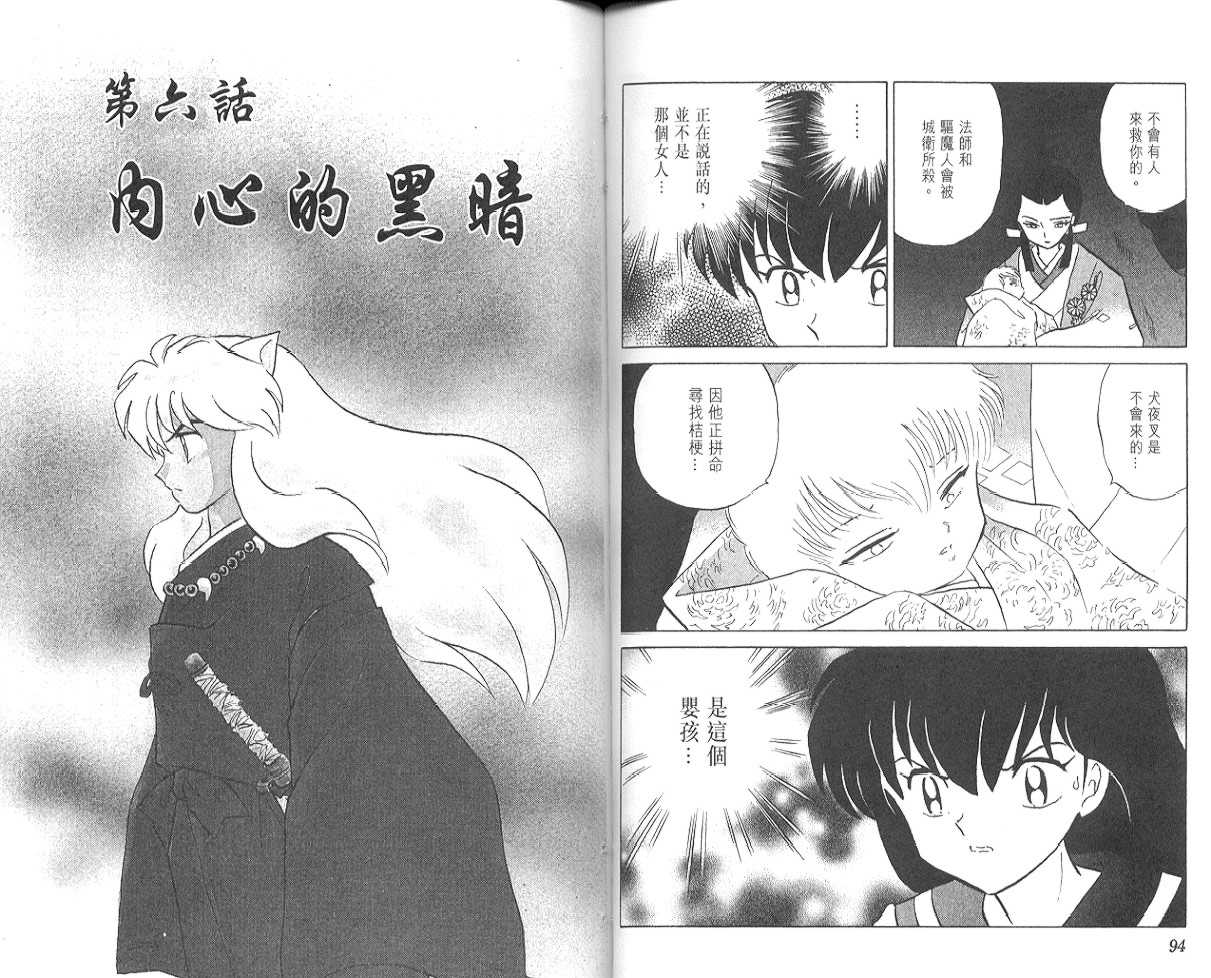 不會有人
來救你的。
法師和
驅魔人會被
城衛所殺。
⋯⋯
正在說話的，
並不是
那個女人⋯
犬夜叉是
不會來的⋯
因他正拼命
尋找桔梗⋯
是這個
嬰孩⋯
94
第六話
內心的黑暗